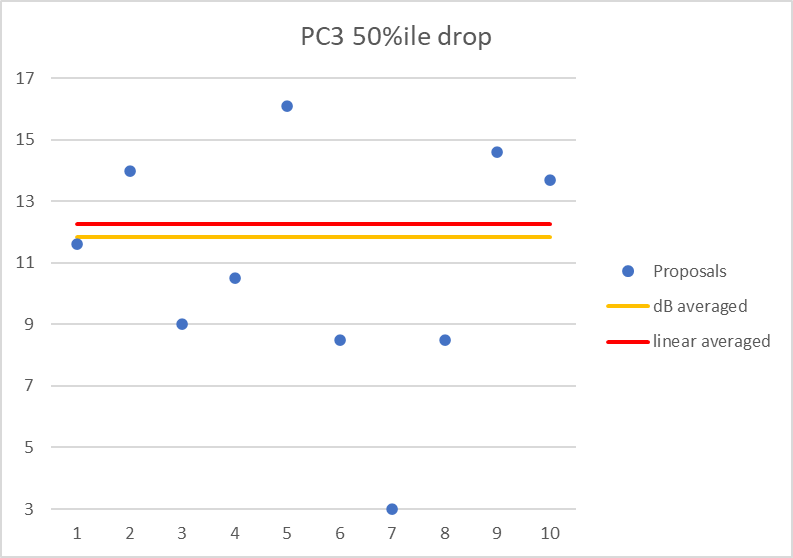 PC3 50%ile drop
17
15
13
11
9
7
5
3
1 2 3 4 5 6 7 8 9 10
Proposals
dB averaged
linear averaged